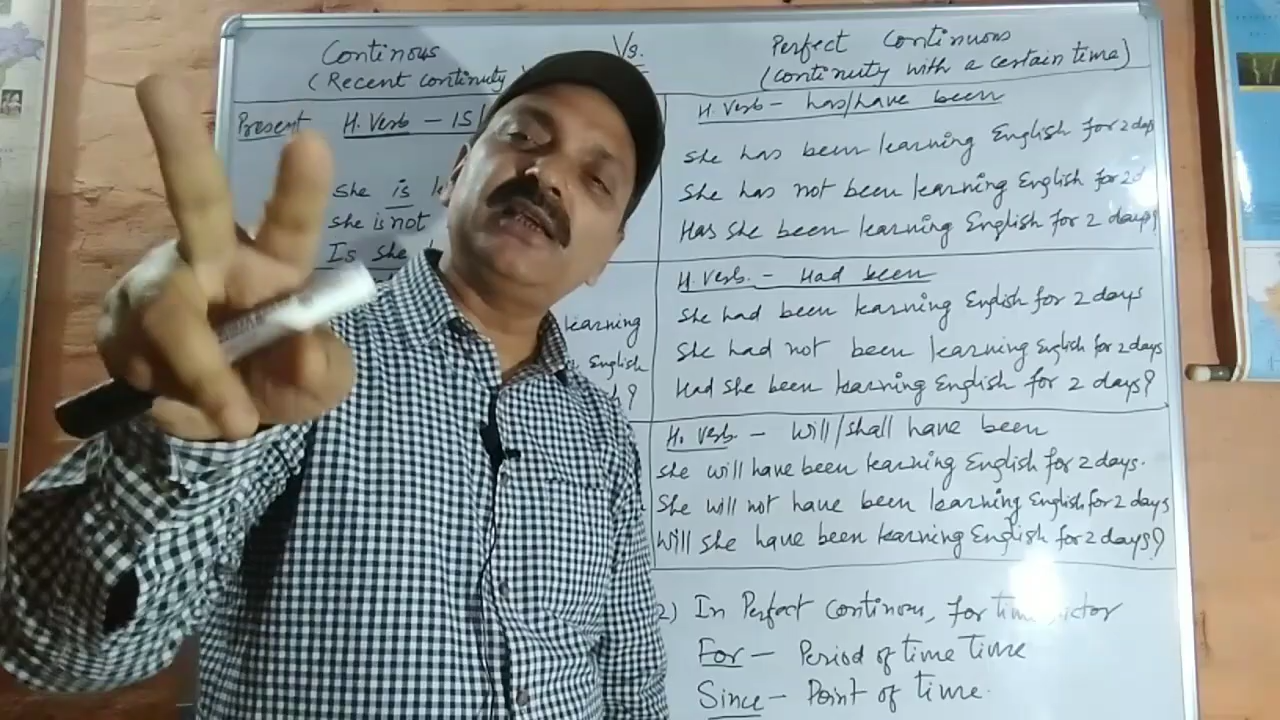 Continous
(Recent continuity
Vs.
Perfect Continuous
(Continuity with a certain time)
Present H. Verb - IS/
She is
She is not
Is she
H. Verb - has/have been
She has been learning English for 2 days
She has not been learning English for 2d
Has she been learning English for 2 days?
learning
English
H. Verb. - Had been
She had been learning English for 2 days
She had not been learning English for 2 days
Had she been learning English for 2 days?
H. Verb - Will/shall have been
She will have been learning English for 2 days.
She will not have been learning English for 2 days
Will she have been learning English for 2 days?
2) In Perfect Continous, for
For - Period of time time
Since - Point of time.